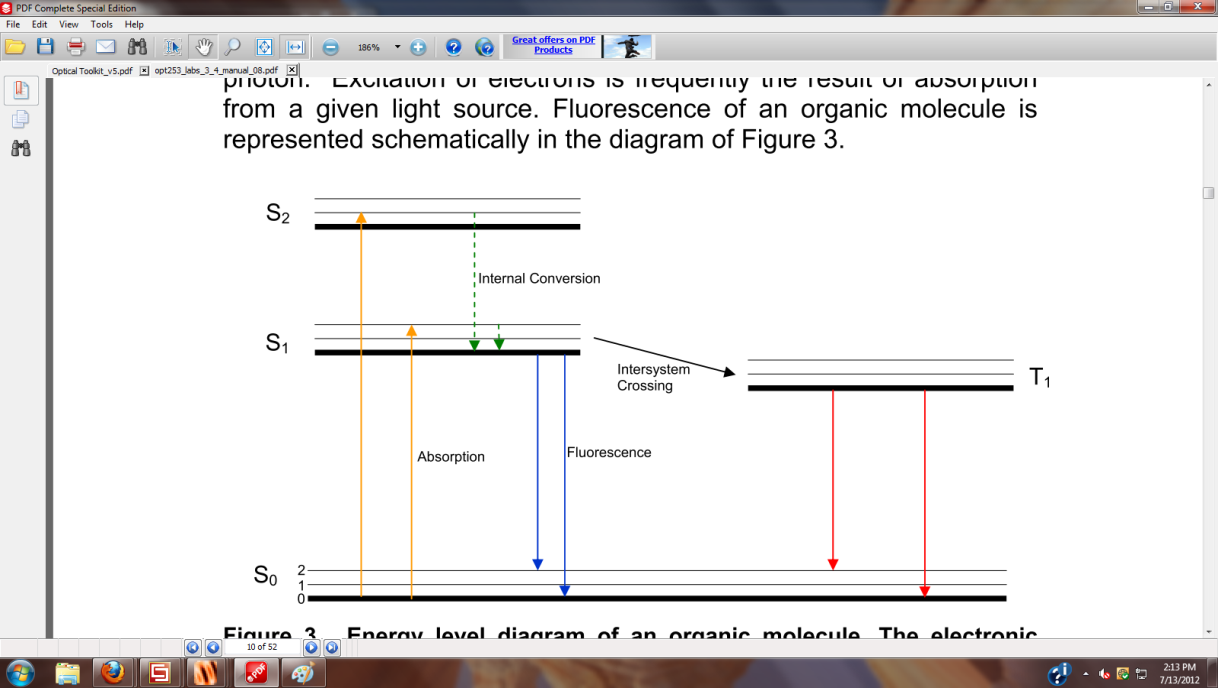 PDF Complete Special Edition
File Edit View Tools Help
186%
Great offers on PDF
Products
Optical Toolkit_v5.pdf opt253_labs_3_4_manual_08.pdf
photon. Excitation of electrons is frequently the result of absorption
from a given light source. Fluorescence of an organic molecule is
represented schematically in the diagram of Figure 3.
S2
Internal Conversion
S1
Intersystem
Crossing
T1
Absorption
Fluorescence
S0
2
1
0
Figure 3. Energy level diagram of an organic molecule. The electronic
10 of 52
PDF
2:13 PM
7/13/2012